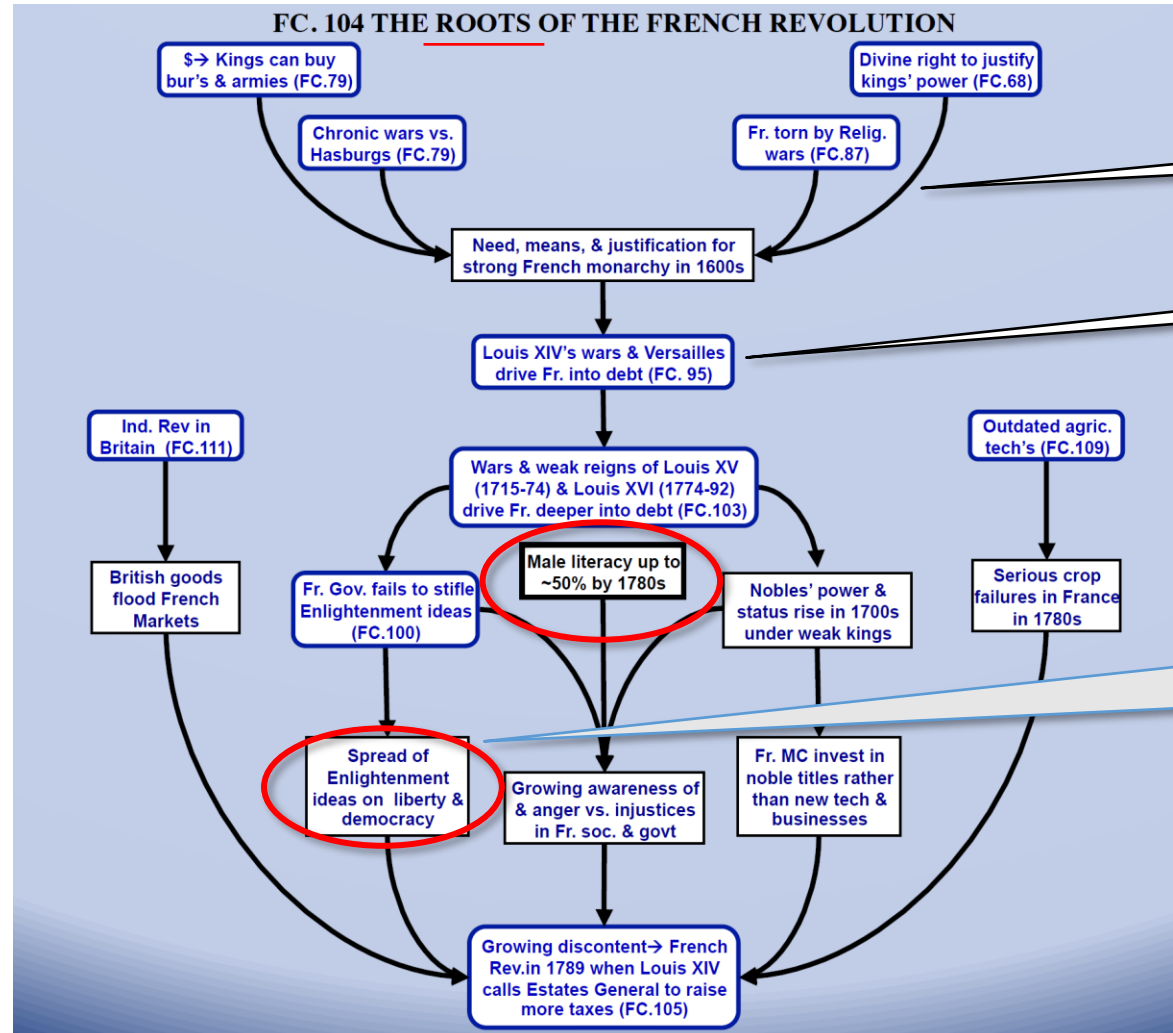 FC. 104 THE ROOTS OF THE FRENCH REVOLUTION
$→ Kings can buy
bur's & armies (FC.79)
Divine right to justify
kings' power (FC.68)
Chronic wars vs.
Hasburgs (FC.79)
Fr. torn by Relig.
wars (FC.87)
Need, means, & justification for
strong French monarchy in 1600s
Louis XIV's wars & Versailles
drive Fr. into debt (FC. 95)
Ind. Rev in
Britain (FC.111)
Outdated agric.
tech's (FC.109)
Wars & weak reigns of Louis XV
(1715-74) & Louis XVI (1774-92)
drive Fr. deeper into debt (FC.103)
British goods
flood French
Markets
Fr. Gov. fails to stifle
Enlightenment ideas
(FC.100)
Male literacy up to
~50% by 1780s
Nobles' power &
status rise in 1700s
under weak kings
Serious crop
failures in France
in 1780s
Spread of
Enlightenment
ideas on liberty &
democracy
Growing awareness of
& anger vs. injustices
in Fr. soc. & govt
Fr. MC invest in
noble titles rather
than new tech &
businesses
Growing discontent→ French
Rev.in 1789 when Louis XIV
calls Estates General to raise
more taxes (FC.105)